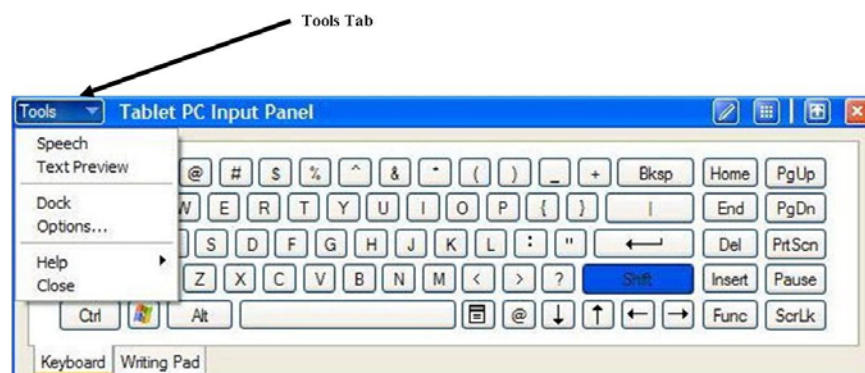 Tools Tab
Tools Tablet PC Input Panel
Speech
Text Preview
Dock
Options...
Help
Close
@ # $ % ^ & * ( ) _ + Bksp Home PgUp
W E R T Y U I O P { } | End PgDn
S D F G H J K L : " Del PrtScn
Z X C V B N M < > ? Shift Insert Pause
Ctrl Alt @ ↓ ↑ ← → Func ScrLk
Keyboard Writing Pad